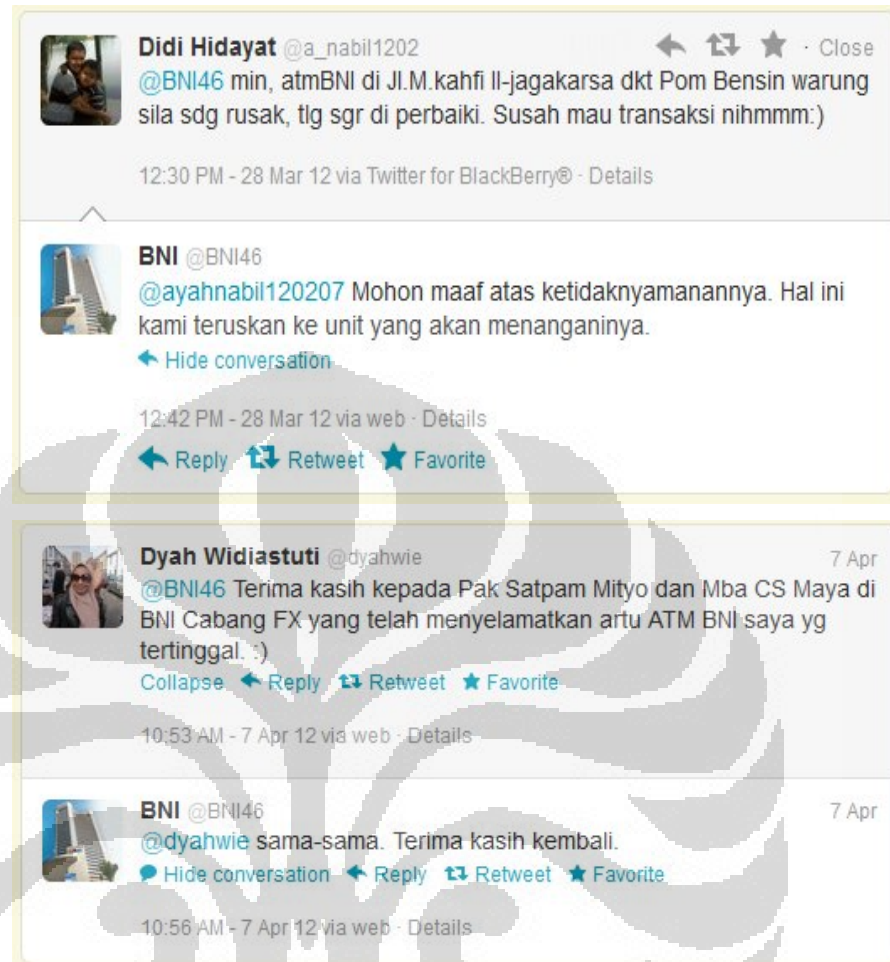 Didi Hidayat @a_nabil1202 · Close
@BNI46 min, atmBNI di Jl.M.kahfi II-jagakarsa dkt Pom Bensin warung
sila sdg rusak, tlg sgr di perbaiki. Susah mau transaksi nihmmm:)
12:30 PM - 28 Mar 12 via Twitter for BlackBerry® · Details
BNI @BNI46
@ayahnabil120207 Mohon maaf atas ketidaknyamanannya. Hal ini
kami teruskan ke unit yang akan menanganinya.
Hide conversation
12:42 PM - 28 Mar 12 via web · Details
Reply Retweet Favorite
Dyah Widiastuti @dyahwie 7 Apr
@BNI46 Terima kasih kepada Pak Satpam Mityo dan Mba CS Maya di
BNI Cabang FX yang telah menyelamatkan artu ATM BNI saya yg
tertinggal. :)
Collapse Reply Retweet Favorite
10:53 AM - 7 Apr 12 via web · Details
BNI @BNI46 7 Apr
@dyahwie sama-sama. Terima kasih kembali.
Hide conversation Reply Retweet Favorite
10:56 AM - 7 Apr 12 via web · Details